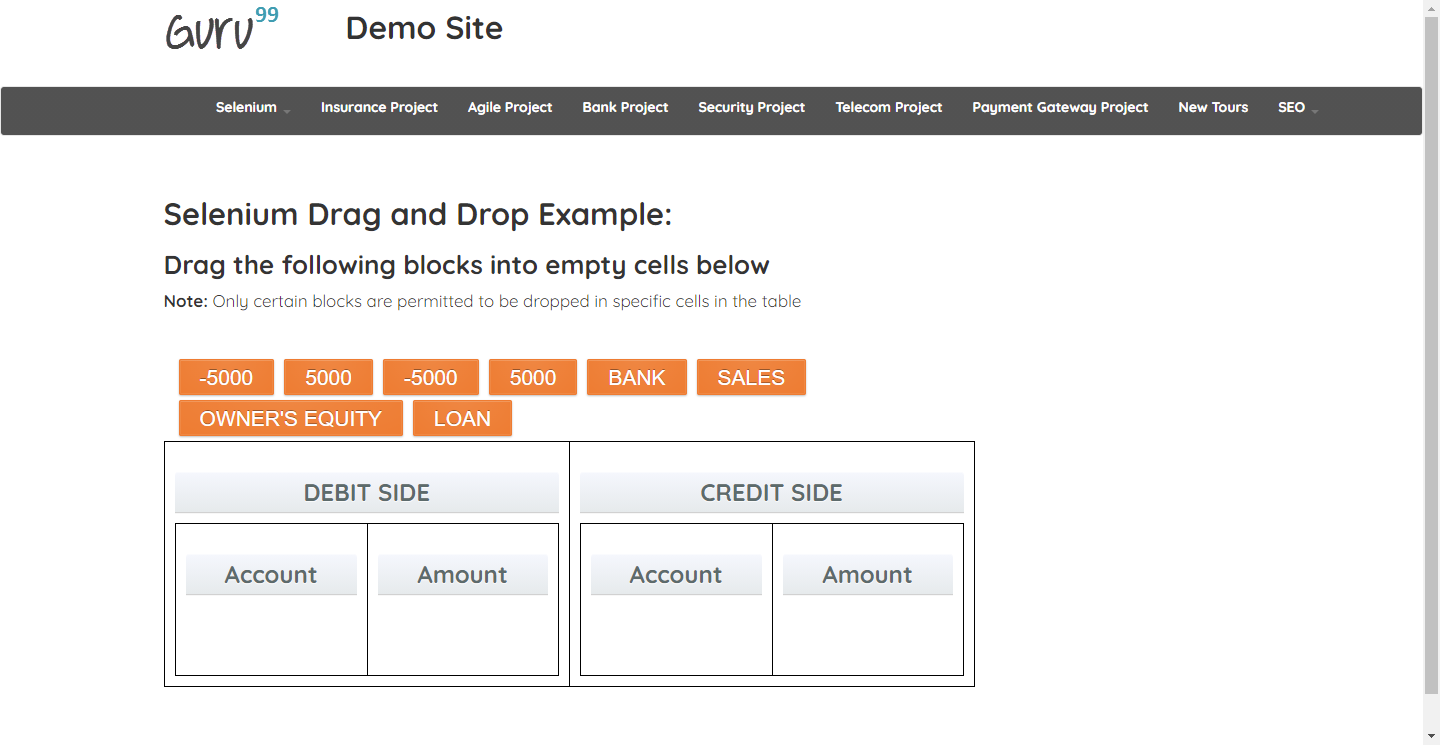 Guru99 Demo Site
Selenium Insurance Project Agile Project Bank Project Security Project Telecom Project Payment Gateway Project New Tours SEO
Selenium Drag and Drop Example:
Drag the following blocks into empty cells below
Note: Only certain blocks are permitted to be dropped in specific cells in the table
-5000 5000 -5000 5000 BANK SALES
OWNER'S EQUITY LOAN
DEBIT SIDE CREDIT SIDE
Account Amount Account Amount